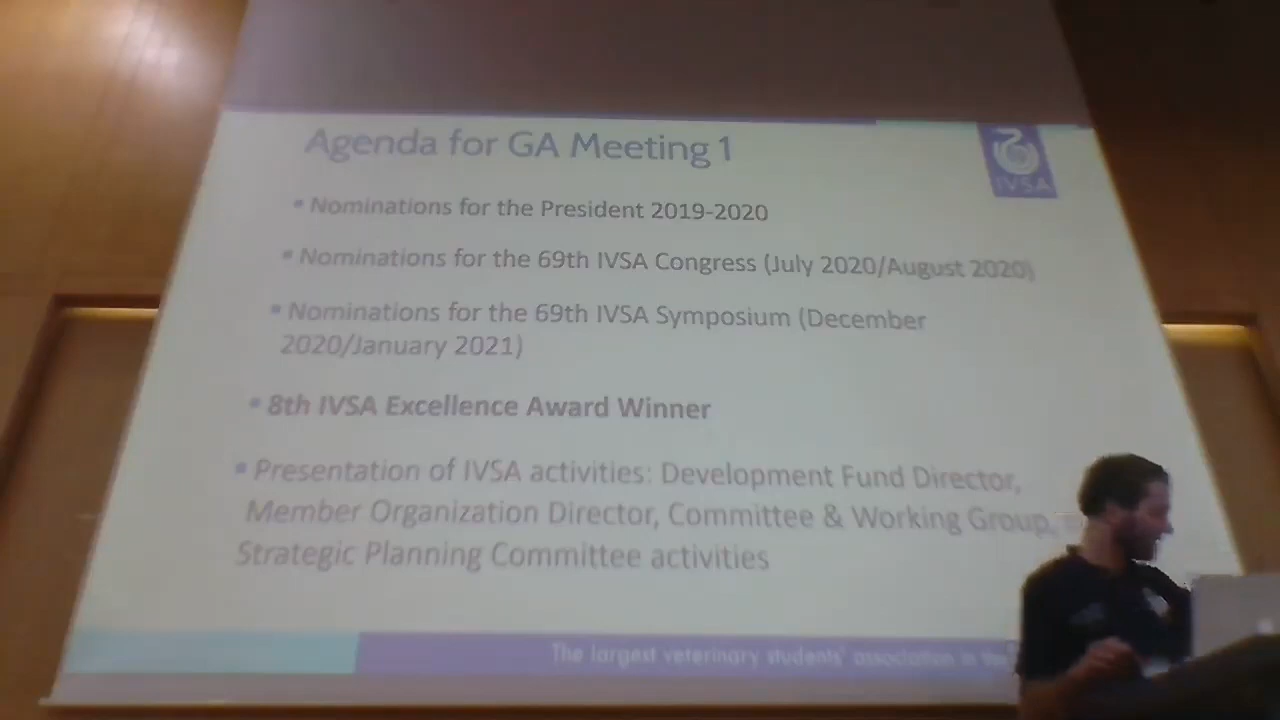 Agenda for GA Meeting 1
IVSA
▪ Nominations for the President 2019-2020
▪ Nominations for the 69th IVSA Congress (July 2020/August 2020)
▪ Nominations for the 69th IVSA Symposium (December
2020/January 2021)
▪ 8th IVSA Excellence Award Winner
▪ Presentation of IVSA activities: Development Fund Director,
Member Organization Director, Committee & Working Group,
Strategic Planning Committee activities
The largest veterinary students' association in the